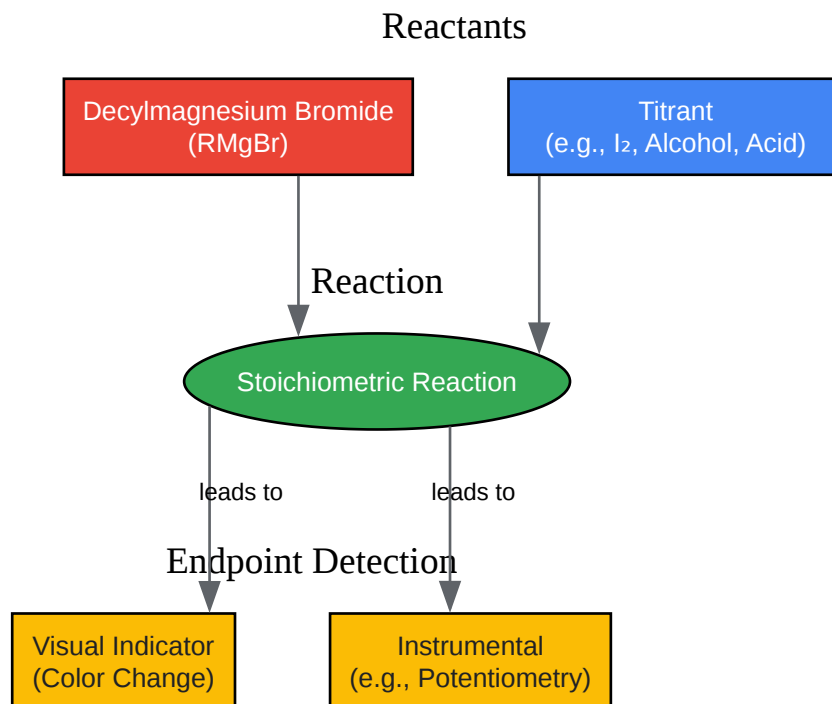 Reactants
Decylmagnesium Bromide
(RMgBr)
Titrant
(e.g., I₂, Alcohol, Acid)
Reaction
Stoichiometric Reaction
leads to
leads to
Endpoint Detection
Visual Indicator
(Color Change)
Instrumental
(e.g., Potentiometry)